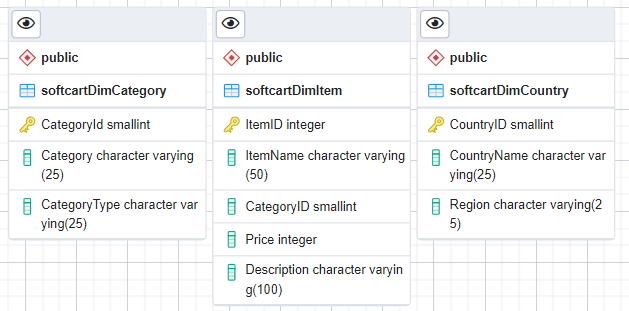 public
softcartDimCategory
CategoryId smallint
Category character varying
(25)
CategoryType character var
ying(25)
public
softcartDimItem
ItemID integer
ItemName character varying
(50)
CategoryID smallint
Price integer
Description character varyin
g(100)
public
softcartDimCountry
CountryID smallint
CountryName character var
ying(25)
Region character varying(2
5)